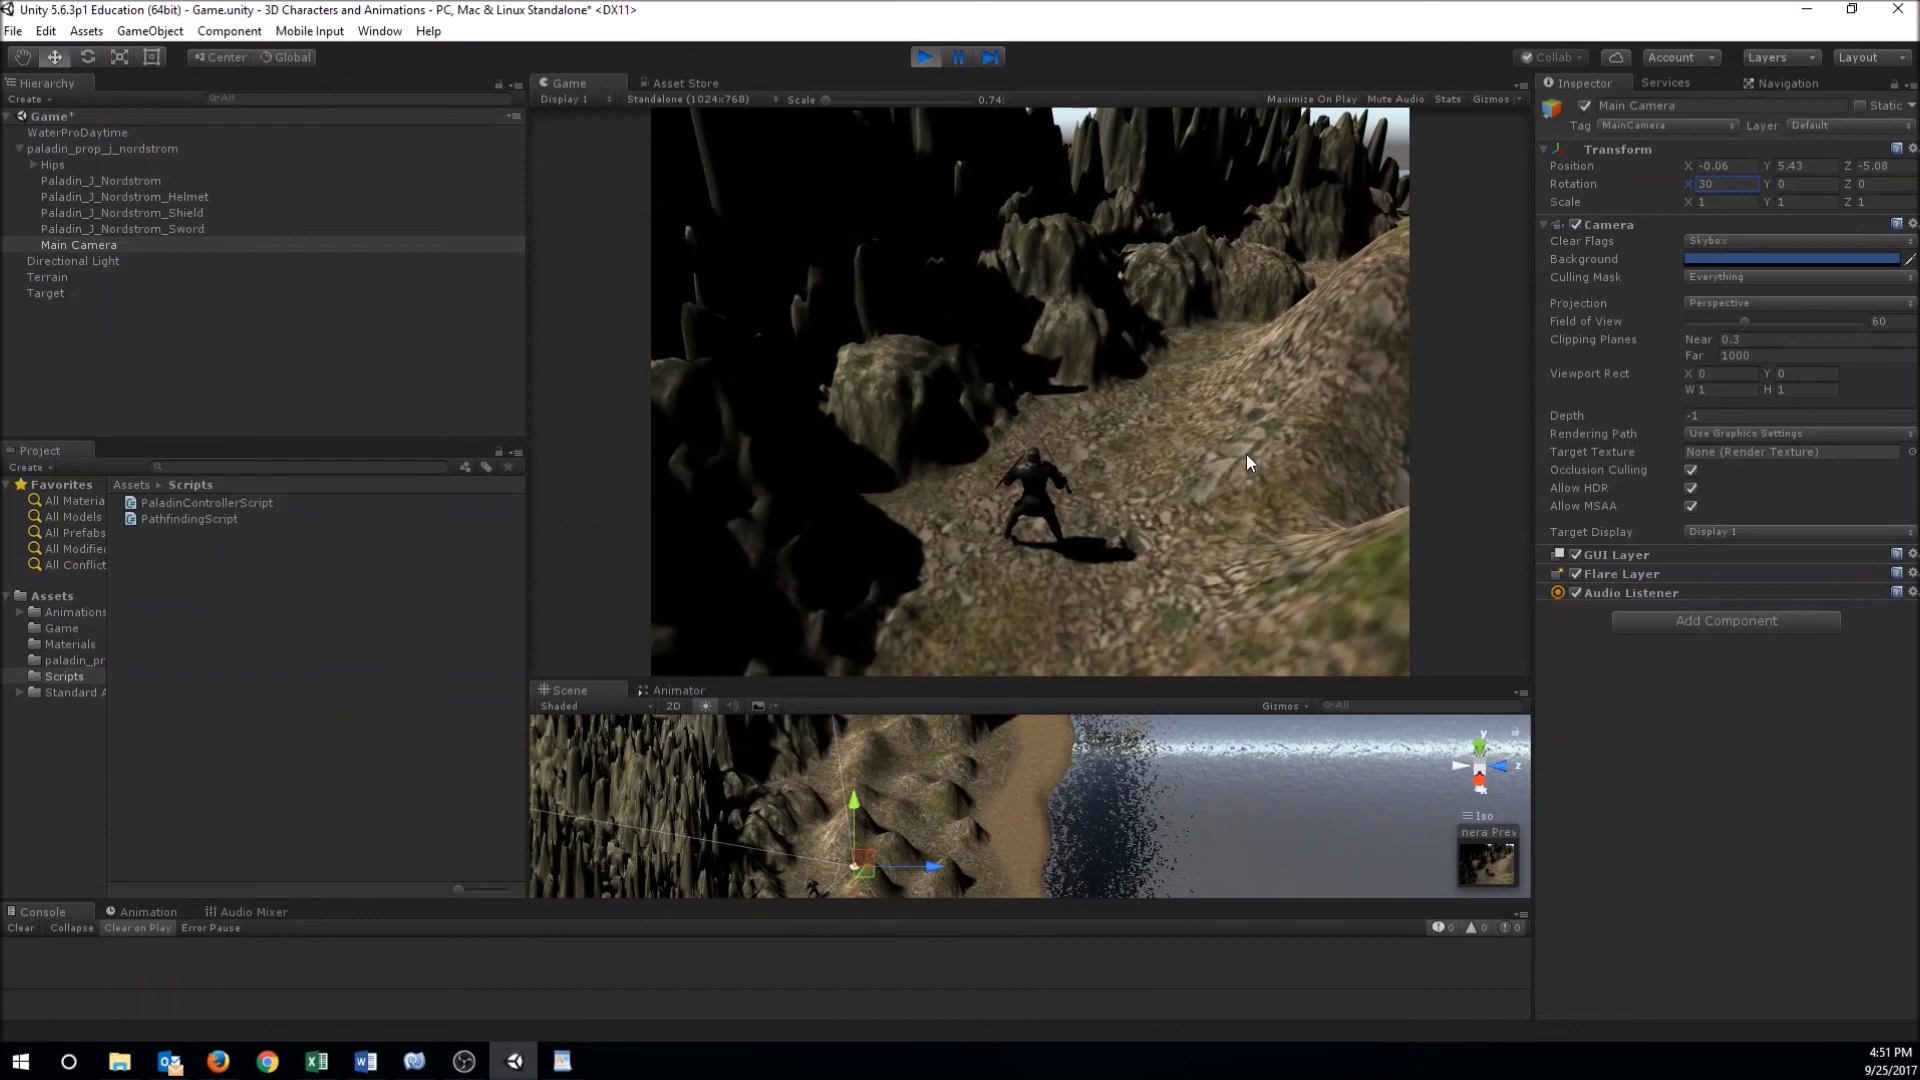 Unity 5.6.3p1 Education (64bit) - Game.unity - 3D Characters and Animations - PC, Mac & Linux Standalone* <DX11>
File Edit Assets GameObject Component Mobile Input Window Help
Center Global Collab Account Layers Layout
Hierarchy
Create All
Game*
WaterProDaytime
paladin_prop_j_nordstrom
Hips
Paladin_J_Nordstrom
Paladin_J_Nordstrom_Helmet
Paladin_J_Nordstrom_Shield
Paladin_J_Nordstrom_Sword
Main Camera
Directional Light
Terrain
Target
Project
Create
Favorites
All Materia
All Models
All Prefabs
All Modifie
All Conflict
Assets
Animations
Game
Materials
paladin_pr
Scripts
Standard A
Assets Scripts
PaladinControllerScript
PathfindingScript
Game Asset Store
Display 1 Standalone (1024x768) Scale 0.74: Maximize On Play Mute Audio Stats Gizmos
Scene Animator
Shaded 2D Gizmos All
y
z
x
Iso
nera Prev
Console Animation Audio Mixer
Clear Collapse Clear on Play Error Pause 0 0 0
Inspector Services Navigation
Main Camera Static
Tag MainCamera Layer Default
Transform
Position X -0.06 Y 5.43 Z -5.08
Rotation X 30 Y 0 Z 0
Scale X 1 Y 1 Z 1
Camera
Clear Flags Skybox
Background
Culling Mask Everything
Projection Perspective
Field of View 60
Clipping Planes Near 0.3
Far 1000
Viewport Rect X 0 Y 0
W 1 H 1
Depth -1
Rendering Path Use Graphics Settings
Target Texture None (Render Texture)
Occlusion Culling
Allow HDR
Allow MSAA
Target Display Display 1
GUI Layer
Flare Layer
Audio Listener
Add Component
4:51 PM
9/25/2017